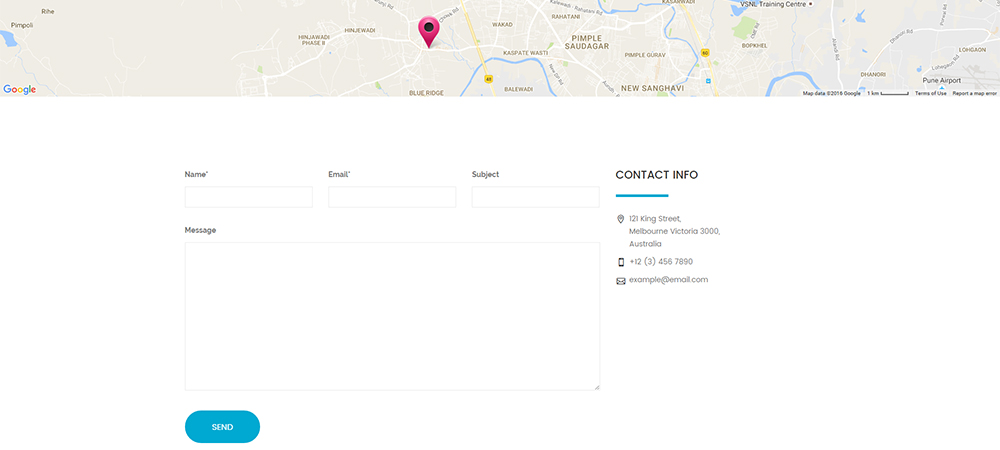 KASARWADI
VSNL Training Centre
Rihe
Pimpoli
HINJAWADI
PHASE II
HINJEWADI
WAKAD
RAHATANI
PIMPLE
SAUDAGAR
KASPATE WASTI
PIMPLE GURAV
60
BOPKHEL
LOHGAON
DHANORI
Pune Airport
48
BLUE RIDGE
BALEWADI
NEW SANGHAVI
Google
Map data ©2016 Google
1 km
Terms of Use
Report a map error
Name*
Email*
Subject
Message
SEND
CONTACT INFO
121 King Street,
Melbourne Victoria 3000,
Australia
+12 (3) 456 7890
example@email.com